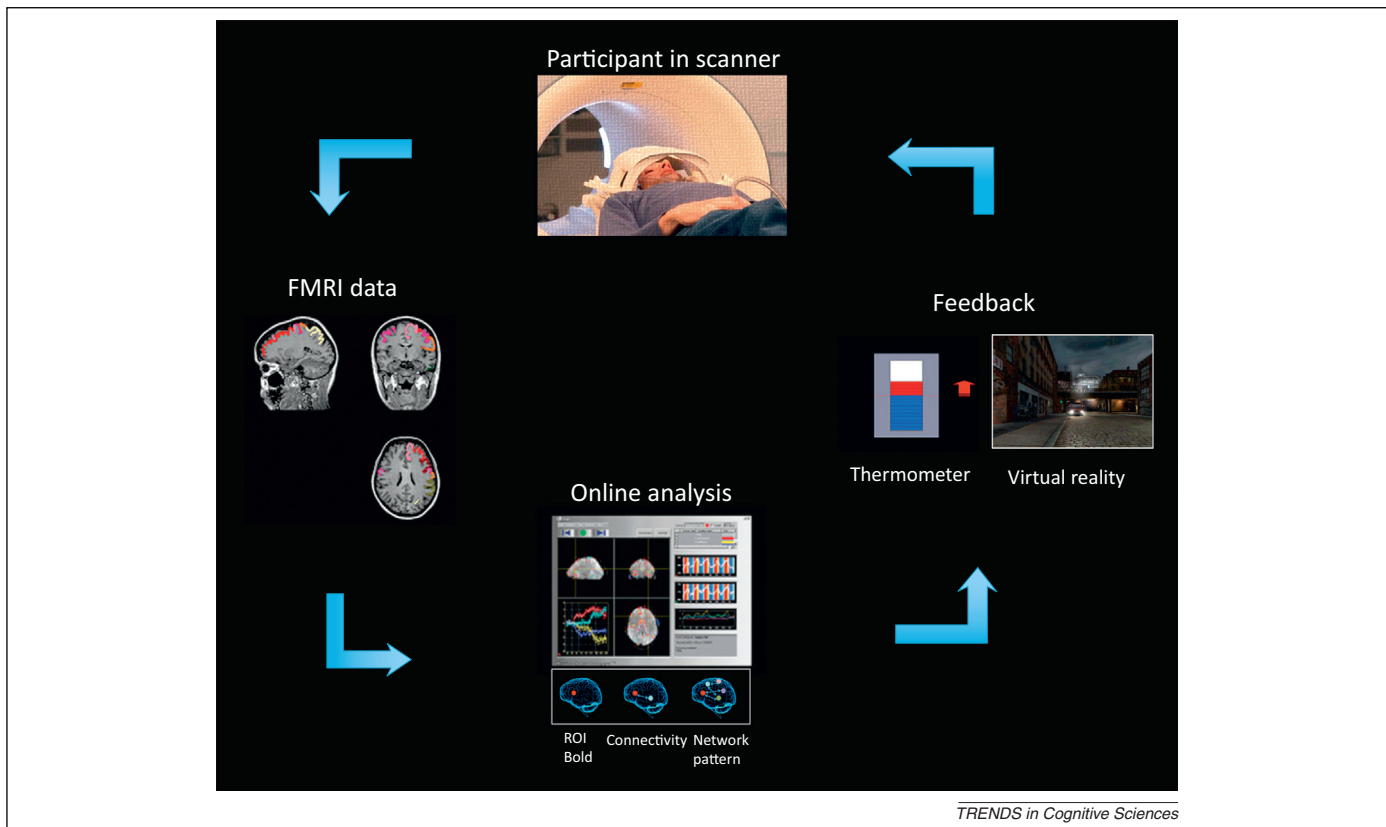 Participant in scanner
FMRI data
Feedback
Thermometer
Virtual reality
Online analysis
ROI
Bold
Connectivity
Network
pattern
TRENDS in Cognitive Sciences